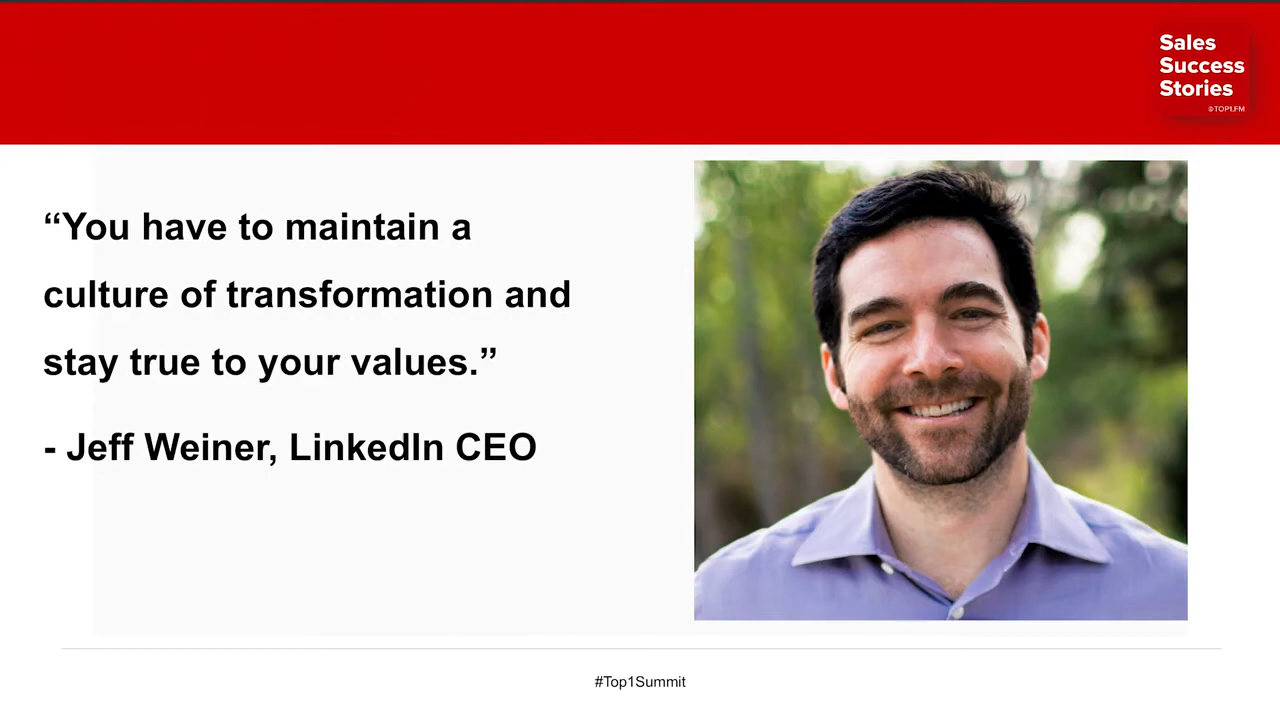 Sales
Success
Stories
@TOP1.FM
“You have to maintain a
culture of transformation and
stay true to your values.”
- Jeff Weiner, LinkedIn CEO
#Top1Summit